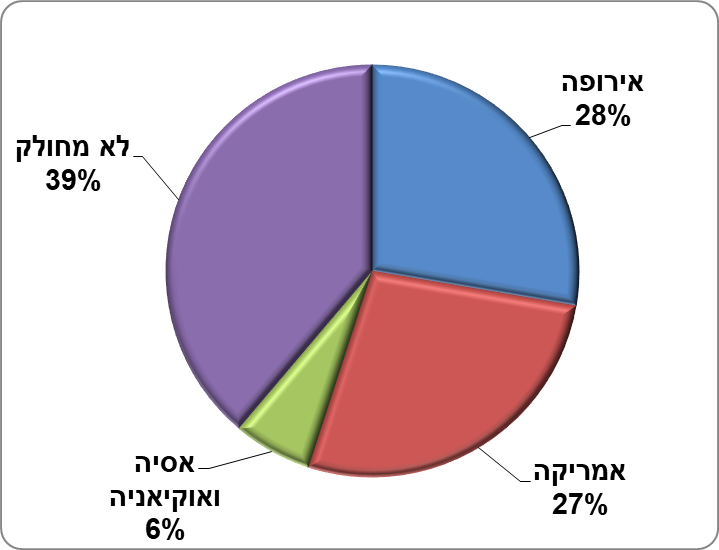 אירופה
28%
לא מחולק
39%
אמריקה
27%
אסיה
ואוקיאניה
6%